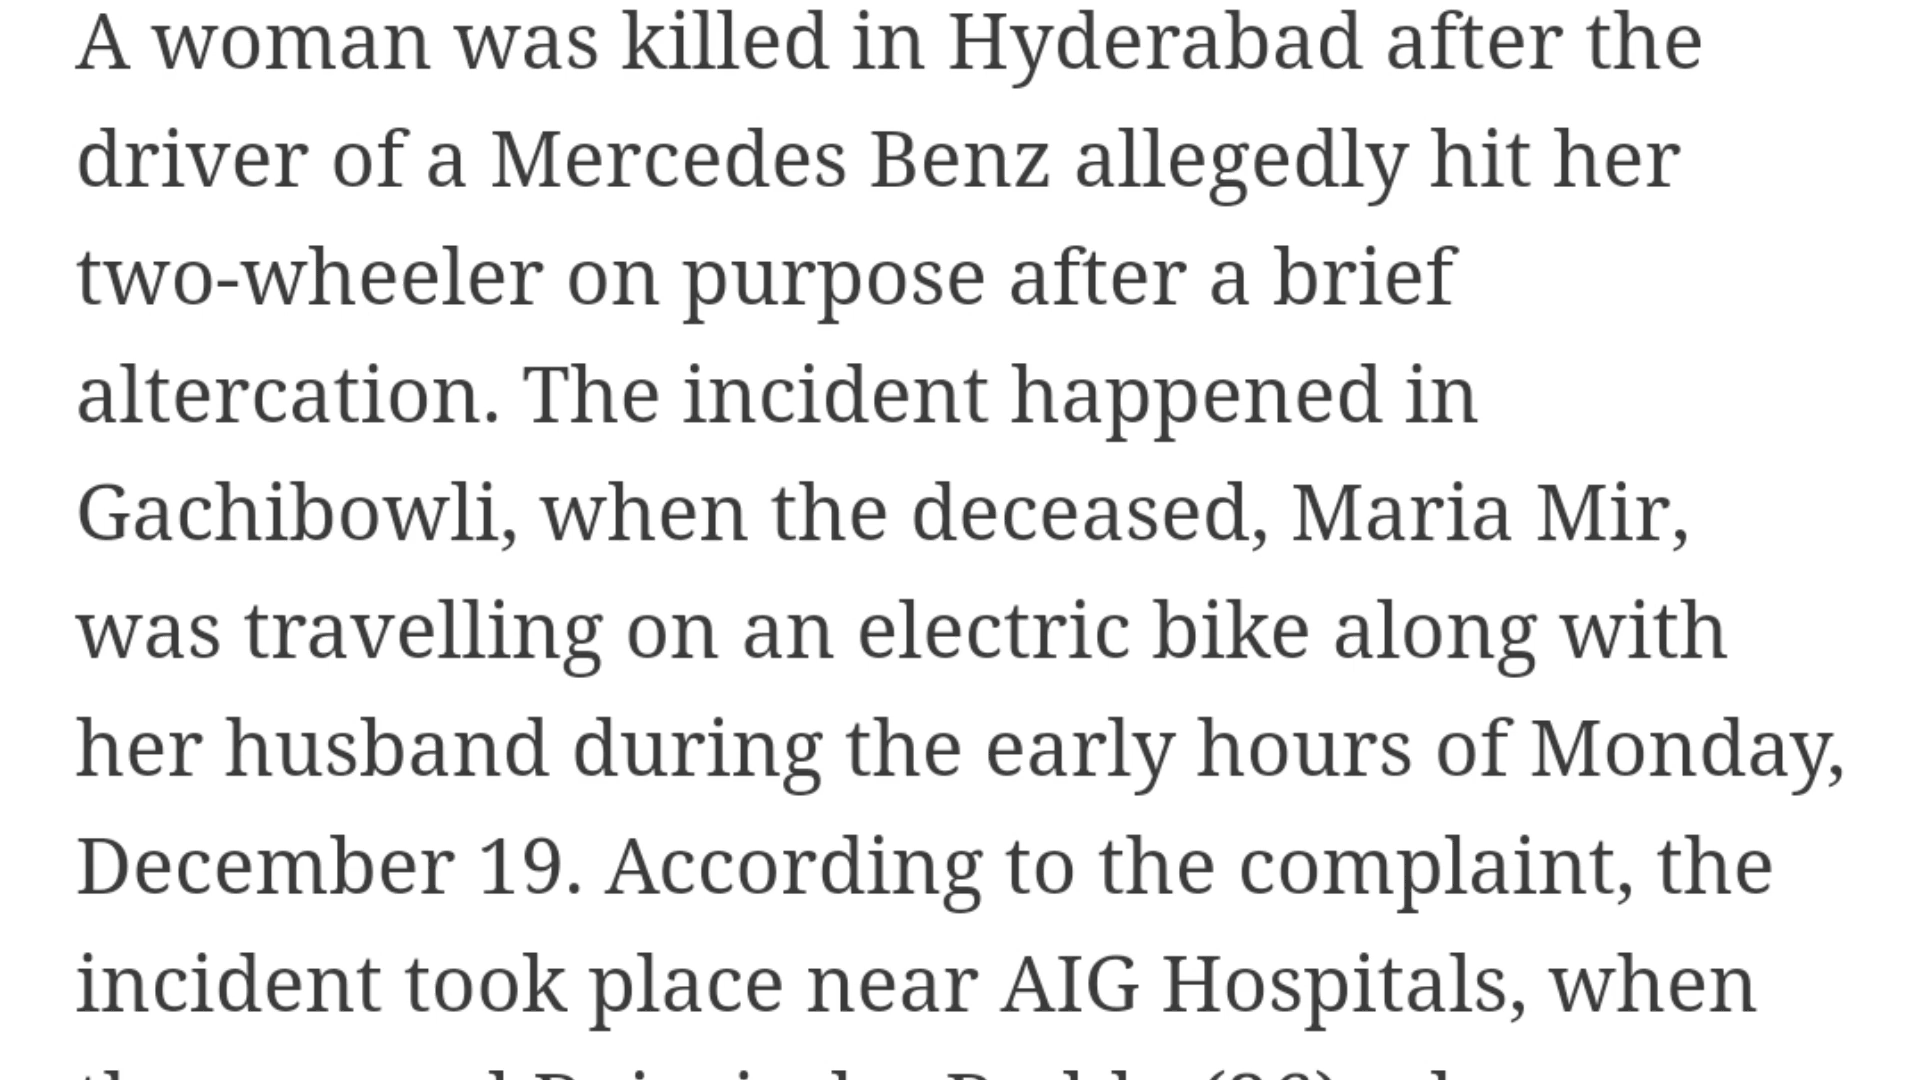 A woman was killed in Hyderabad after the
driver of a Mercedes Benz allegedly hit her
two-wheeler on purpose after a brief
altercation. The incident happened in
Gachibowli, when the deceased, Maria Mir,
was travelling on an electric bike along with
her husband during the early hours of Monday,
December 19. According to the complaint, the
incident took place near AIG Hospitals, when